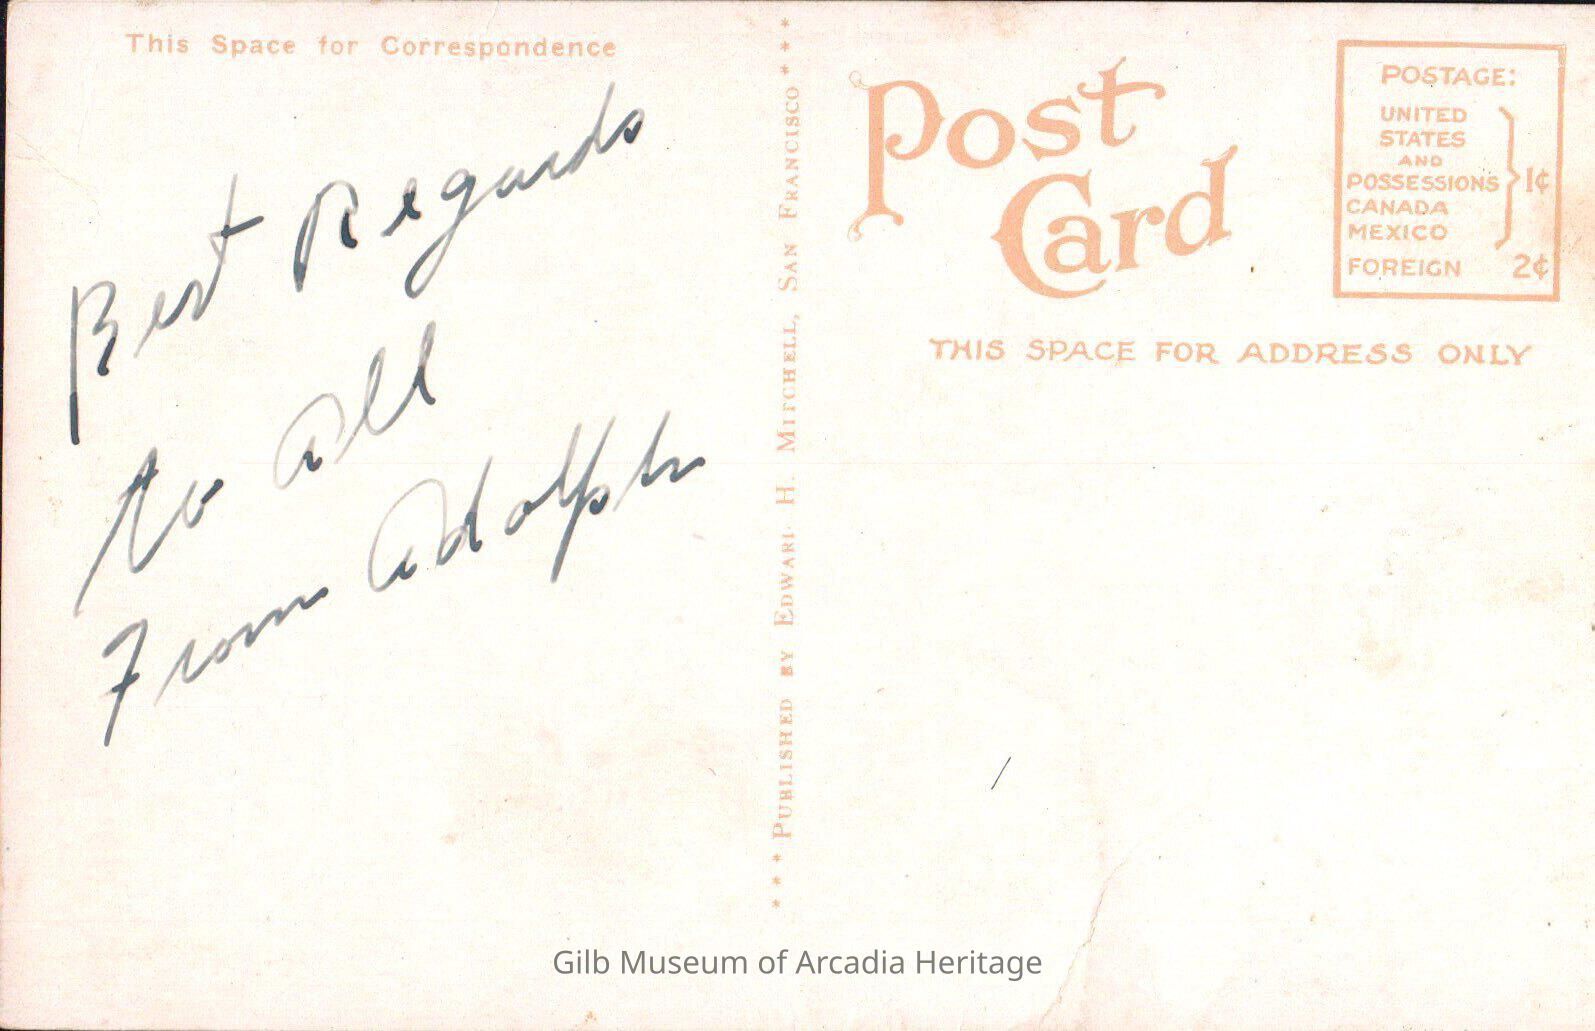 This Space for Correspondence
Best Regards
to all
From Adolph
* * * PUBLISHED BY EDWARD H. MITCHELL, SAN FRANCISCO * * *
Post
Card
POSTAGE:
UNITED
STATES
AND
POSSESSIONS
CANADA
MEXICO
1¢
FOREIGN 2¢
THIS SPACE FOR ADDRESS ONLY
Gilb Museum of Arcadia Heritage